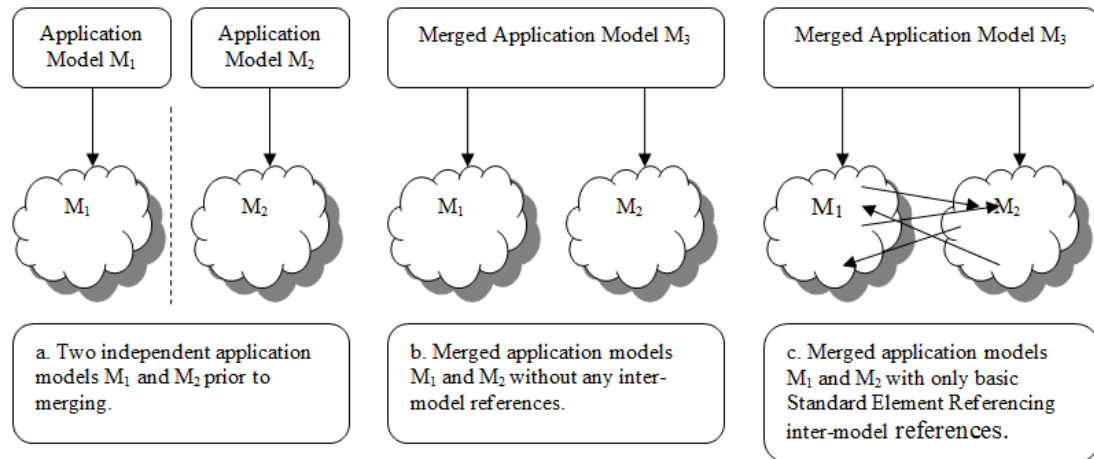 Application
Model M₁
Application
Model M₂
Merged Application Model M₃
Merged Application Model M₃
M₁
M₂
M₁
M₂
M₁
M₂
a. Two independent application
models M₁ and M₂ prior to
merging.
b. Merged application models
M₁ and M₂ without any inter-
model references.
c. Merged application models
M₁ and M₂ with only basic
Standard Element Referencing
inter-model references.